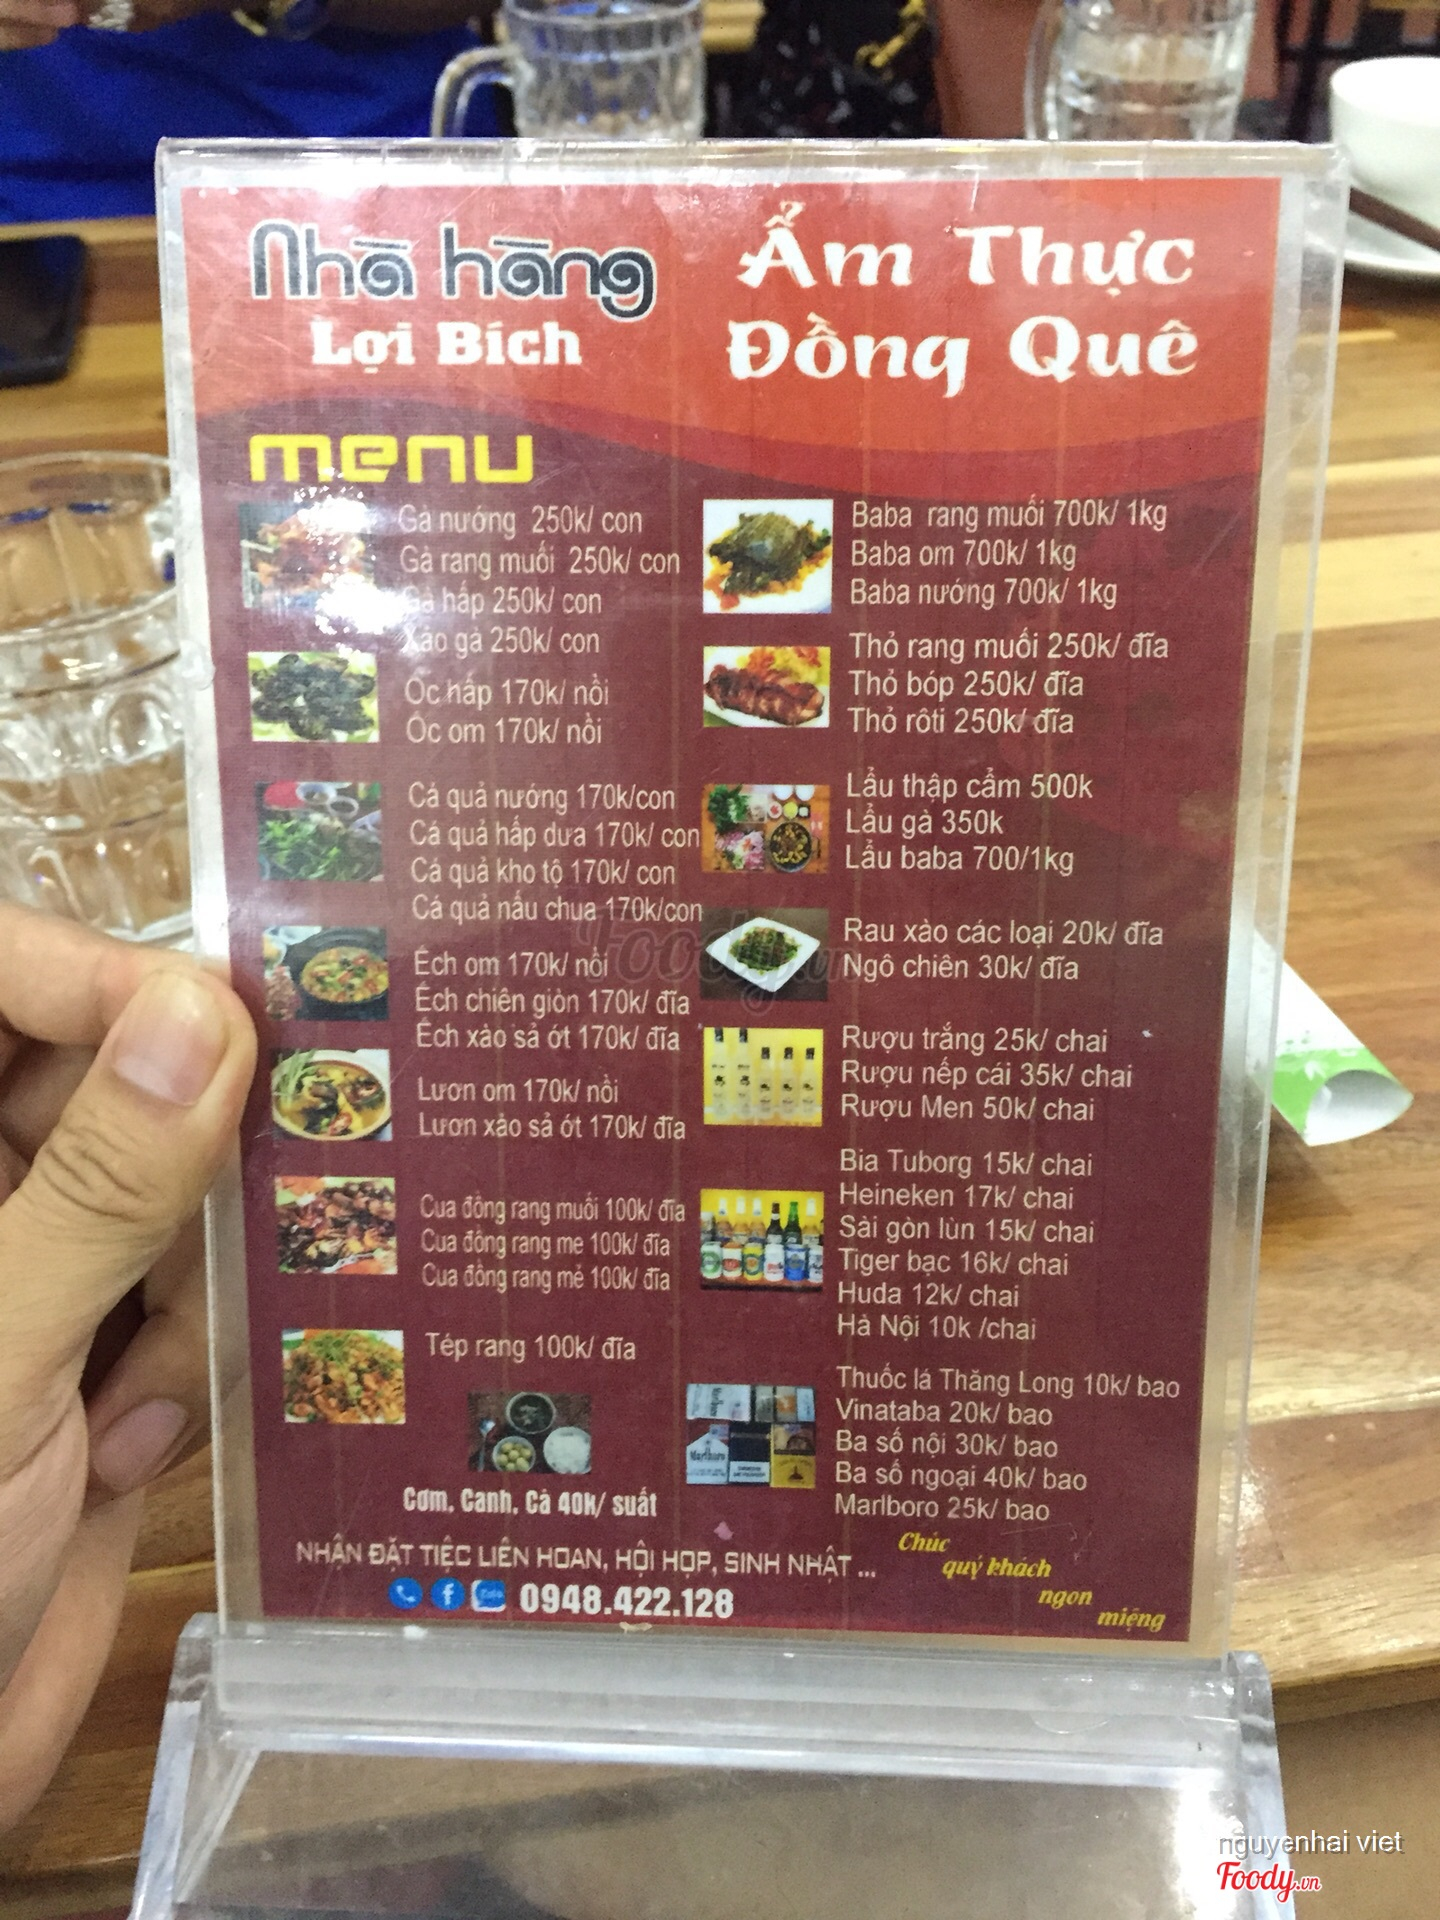 Nhà hàng
Lợi Bích
Ẩm Thực
Đồng Quê
menu
Gà nướng 250k/ con
Gà rang muối 250k/ con
Gà hấp 250k/ con
Xáo gà 250k/ con
Ốc hấp 170k/ nồi
Ốc om 170k/ nồi
Cá quả nướng 170k/con
Cá quả hấp dưa 170k/ con
Cá quả kho tộ 170k/ con
Cá quả nấu chua 170k/con
Ếch om 170k/ nồi
Ếch chiên giòn 170k/ đĩa
Ếch xào sả ớt 170k/ đĩa
Lươn om 170k/ nồi
Lươn xào sả ớt 170k/ đĩa
Cua đồng rang muối 100k/ đĩa
Cua đồng rang me 100k/ đĩa
Cua đồng rang mẻ 100k/ đĩa
Tép rang 100k/ đĩa
Cơm, Canh, Cà 40k/ suất
Baba rang muối 700k/ 1kg
Baba om 700k/ 1kg
Baba nướng 700k/ 1kg
Thỏ rang muối 250k/ đĩa
Thỏ bóp 250k/ đĩa
Thỏ rôti 250k/ đĩa
Lẩu thập cẩm 500k
Lẩu gà 350k
Lẩu baba 700/1kg
Rau xào các loại 20k/ đĩa
Ngô chiên 30k/ đĩa
Rượu trắng 25k/ chai
Rượu nếp cái 35k/ chai
Rượu Men 50k/ chai
Bia Tuborg 15k/ chai
Heineken 17k/ chai
Sài gòn lùn 15k/ chai
Tiger bạc 16k/ chai
Huda 12k/ chai
Hà Nội 10k /chai
Thuốc lá Thăng Long 10k/ bao
Vinataba 20k/ bao
Ba số nội 30k/ bao
Ba số ngoại 40k/ bao
Marlboro 25k/ bao
Marlboro
NHẬN ĐẶT TIỆC LIÊN HOAN, HỘI HỌP, SINH NHẬT ...
Zalo 0948.422.128
Chúc
quý khách
ngon
miệng
Foody.vn
nguyenhai viet
Foody.vn